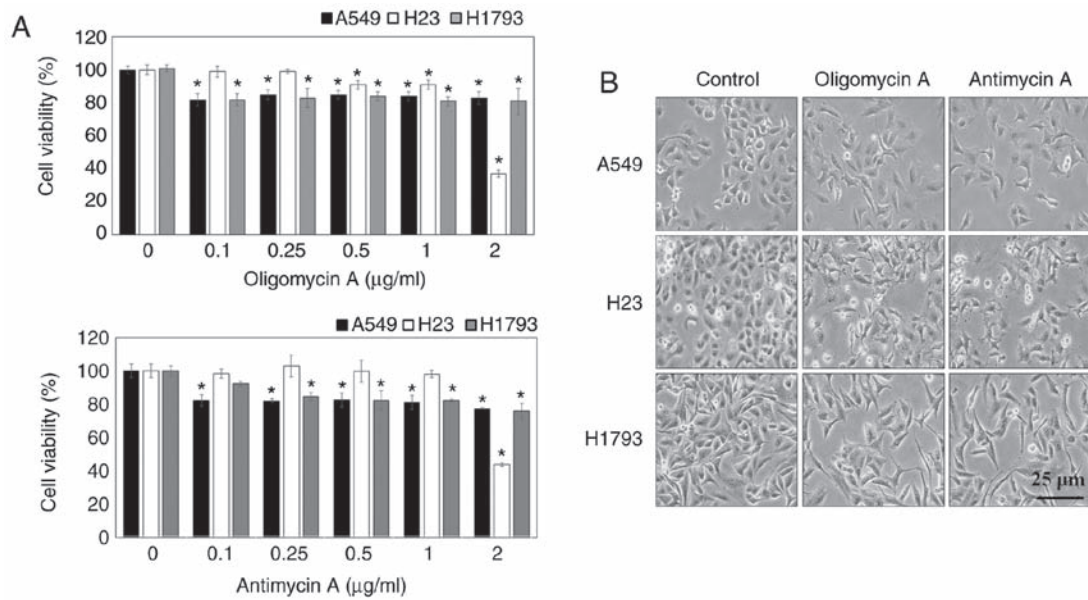 A
A549 H23 H1793
120
100
80
60
40
20
0
Cell viability (%)
* * * * * * * * * * * * *
0 0.1 0.25 0.5 1 2
Oligomycin A (μg/ml)
A549 H23 H1793
120
100
80
60
40
20
0
Cell viability (%)
* * * * * * * * * * *
0 0.1 0.25 0.5 1 2
Antimycin A (μg/ml)
B
Control Oligomycin A Antimycin A
A549
H23
H1793
25 μm